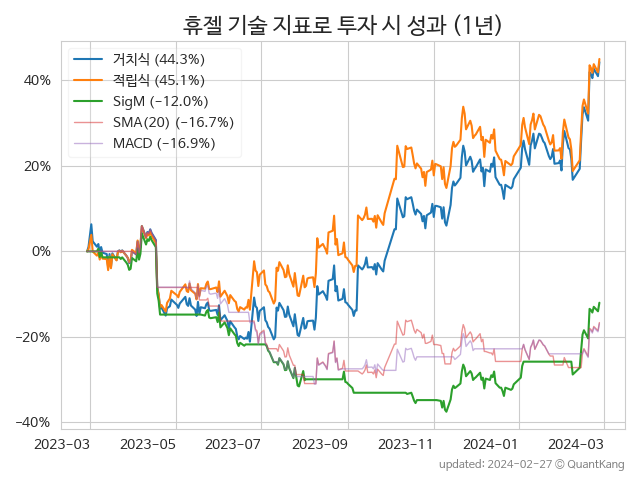 휴젤 기술 지표로 투자 시 성과 (1년)
거치식 (44.3%)
적립식 (45.1%)
SigM (−12.0%)
SMA(20) (−16.7%)
MACD (−16.9%)
40%
20%
0%
−20%
−40%
2023−03 2023−05 2023−07 2023−09 2023−11 2024−01 2024−03
updated: 2024−02−27 © QuantKang